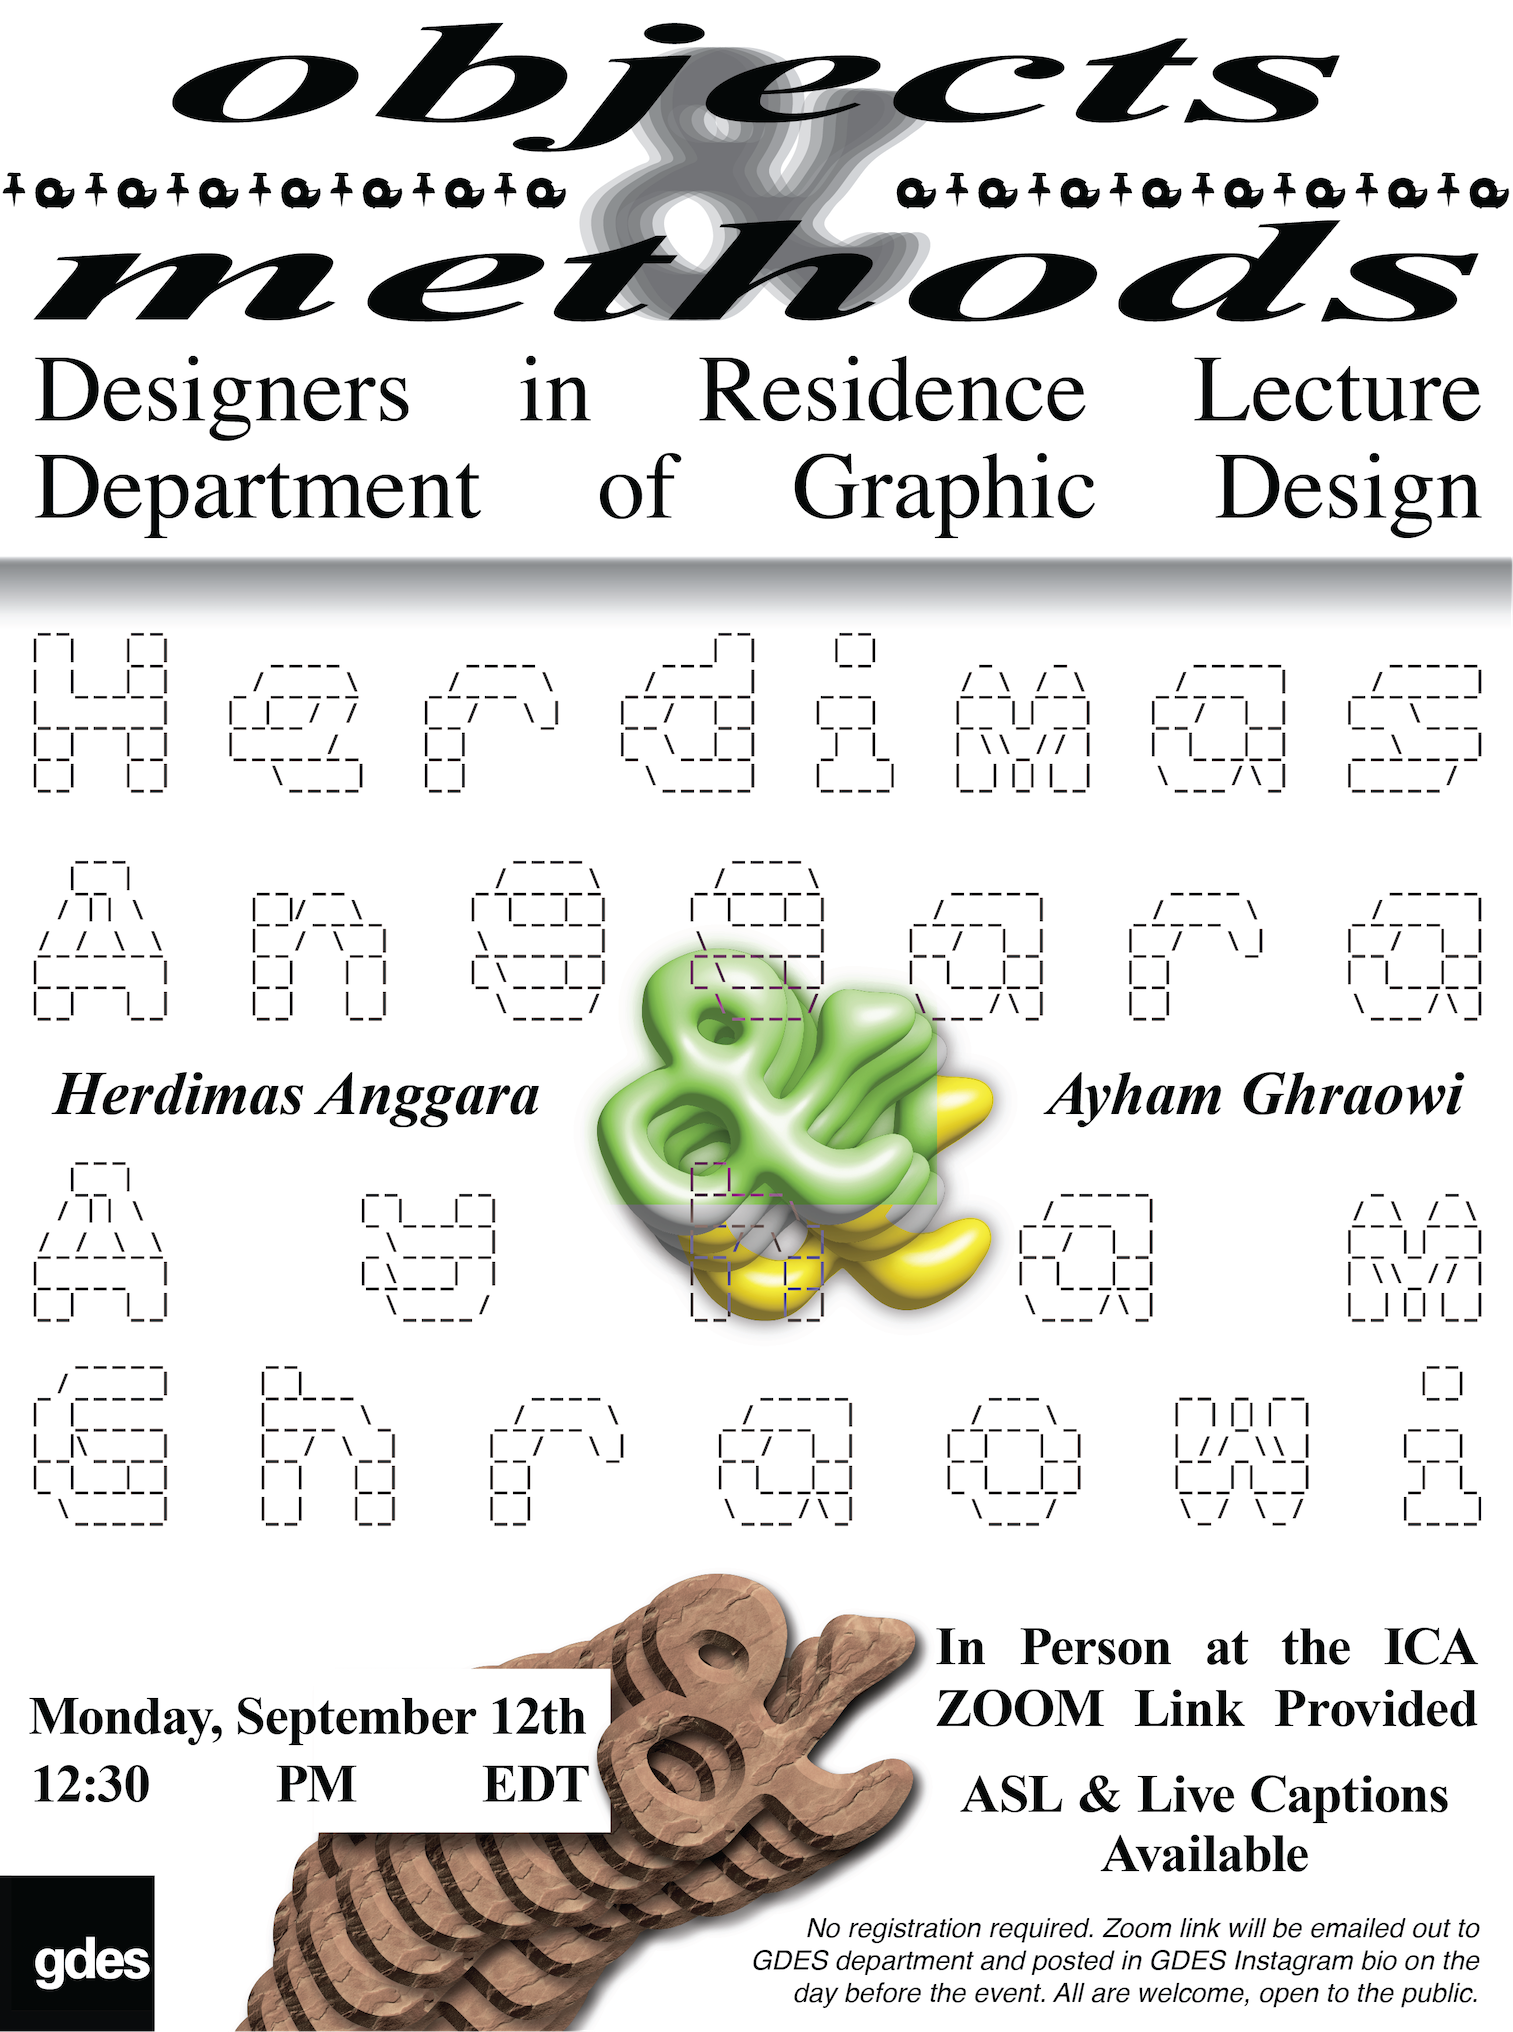 objects
&
methods
Designers in Residence Lecture
Department of Graphic Design
Herdimas
Anggara
Herdimas Anggara
&
Ayham Ghraowi
Ayham
Ghraowi
&
Monday, September 12th
12:30 PM EDT
In Person at the ICA
ZOOM Link Provided
ASL & Live Captions
Available
No registration required. Zoom link will be emailed out to
GDES department and posted in GDES Instagram bio on the
day before the event. All are welcome, open to the public.
gdes